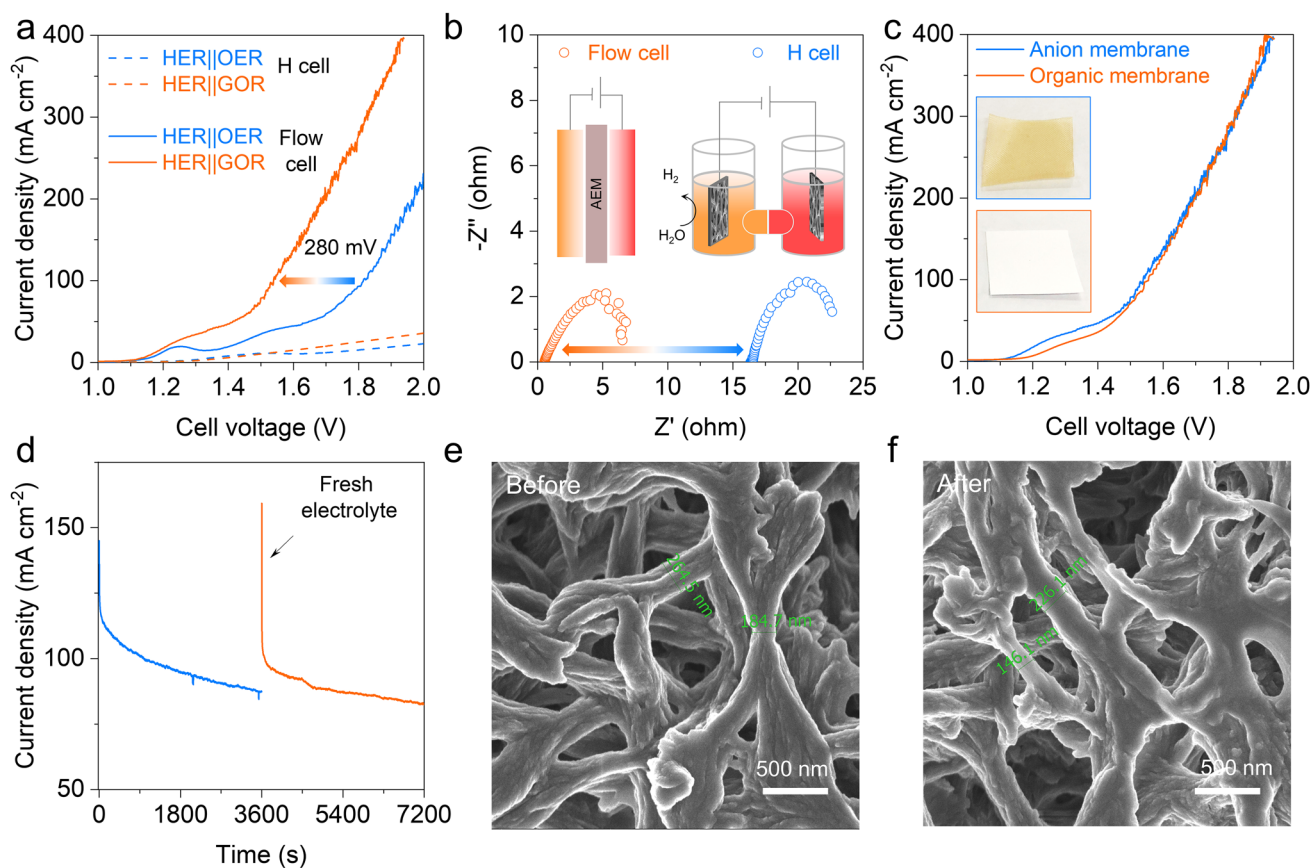 a
400
300
200
100
0
Current density (mA cm⁻²)
HER||OER
HER||GOR
H cell
HER||OER
HER||GOR
Flow
cell
280 mV
1.0 1.2 1.4 1.6 1.8 2.0
Cell voltage (V)
b
10
8
6
4
2
0
-Z" (ohm)
Flow cell
H cell
AEM
H₂
H₂O
0 5 10 15 20 25
Z' (ohm)
c
400
300
200
100
0
Current density (mA cm⁻²)
Anion membrane
Organic membrane
1.0 1.2 1.4 1.6 1.8 2.0
Cell voltage (V)
d
150
100
50
Current density (mA cm⁻²)
Fresh
electrolyte
0 1800 3600 5400 7200
Time (s)
e
Before
184.7 nm
500 nm
f
After
146.1 nm
500 nm